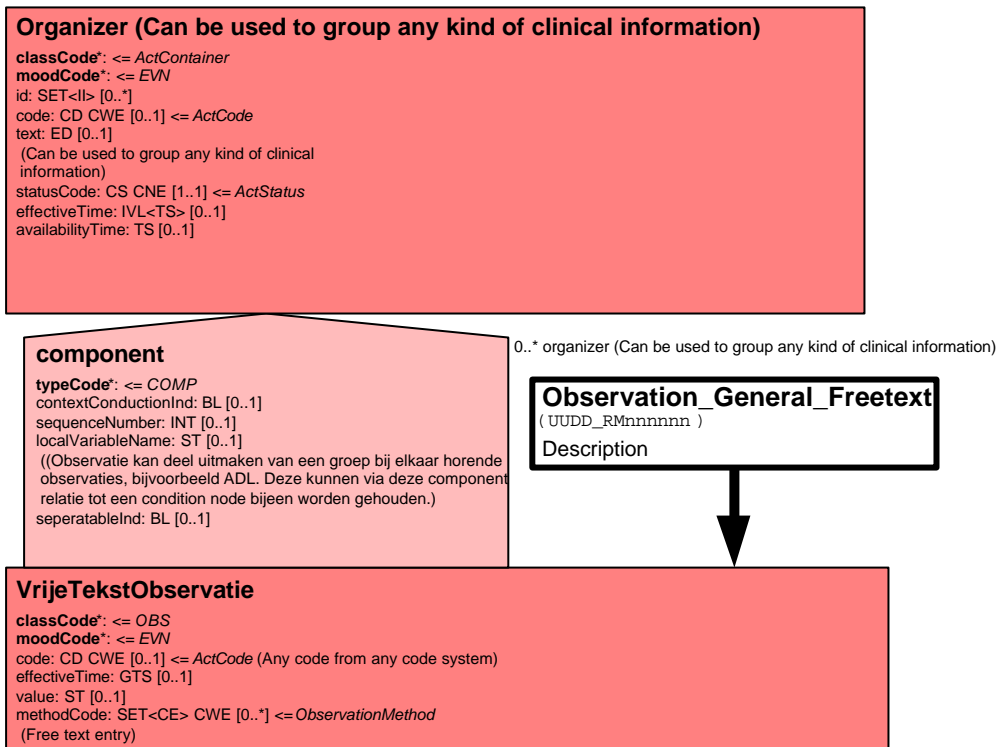 Organizer (Can be used to group any kind of clinical information)
classCode*: <= ActContainer
moodCode*: <= EVN
id: SET<II> [0..*]
code: CD CWE [0..1] <= ActCode
text: ED [0..1]
(Can be used to group any kind of clinical
information)
statusCode: CS CNE [1..1] <= ActStatus
effectiveTime: IVL<TS> [0..1]
availabilityTime: TS [0..1]
component
typeCode*: <= COMP
contextConductionInd: BL [0..1]
sequenceNumber: INT [0..1]
localVariableName: ST [0..1]
((Observatie kan deel uitmaken van een groep bij elkaar horende
observaties, bijvoorbeeld ADL. Deze kunnen via deze component
relatie tot een condition node bijeen worden gehouden.)
seperatableInd: BL [0..1]
0..* organizer (Can be used to group any kind of clinical information)
Observation_General_Freetext
(UUDD_RMnnnnnn )
Description
VrijeTekstObservatie
classCode*: <= OBS
moodCode*: <= EVN
code: CD CWE [0..1] <= ActCode (Any code from any code system)
effectiveTime: GTS [0..1]
value: ST [0..1]
methodCode: SET<CE> CWE [0..*] <= ObservationMethod
(Free text entry)